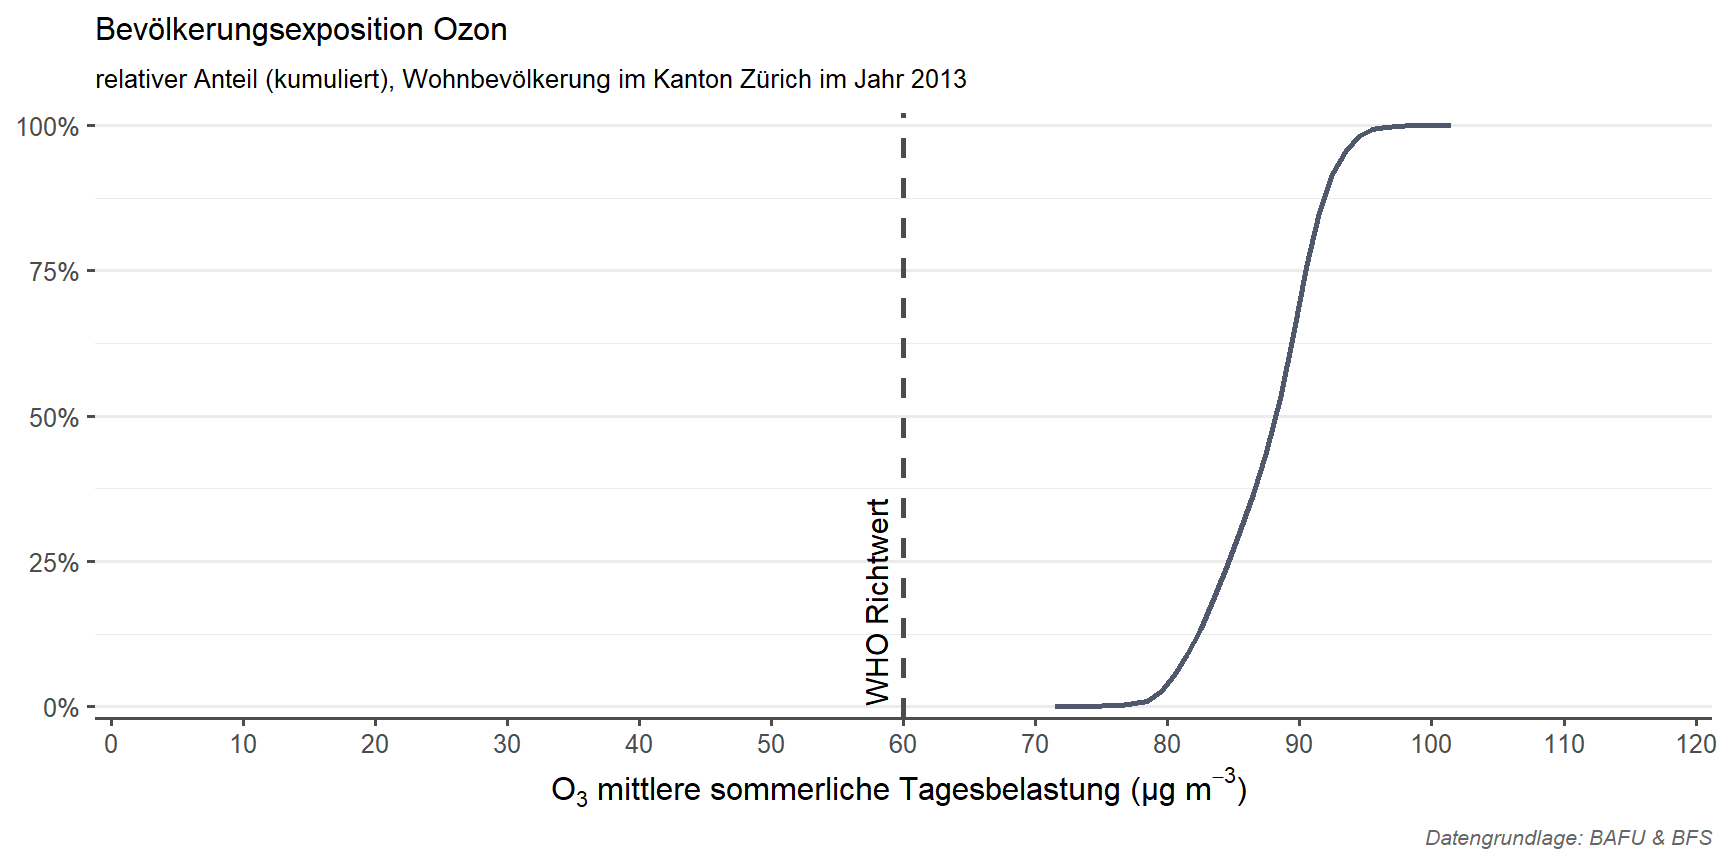 Bevölkerungsexposition Ozon
relativer Anteil (kumuliert), Wohnbevölkerung im Kanton Zürich im Jahr 2013
100%
75%
50%
25%
0%
WHO Richtwert
0 10 20 30 40 50 60 70 80 90 100 110 120
O₃ mittlere sommerliche Tagesbelastung (µg m⁻³)
Datengrundlage: BAFU & BFS